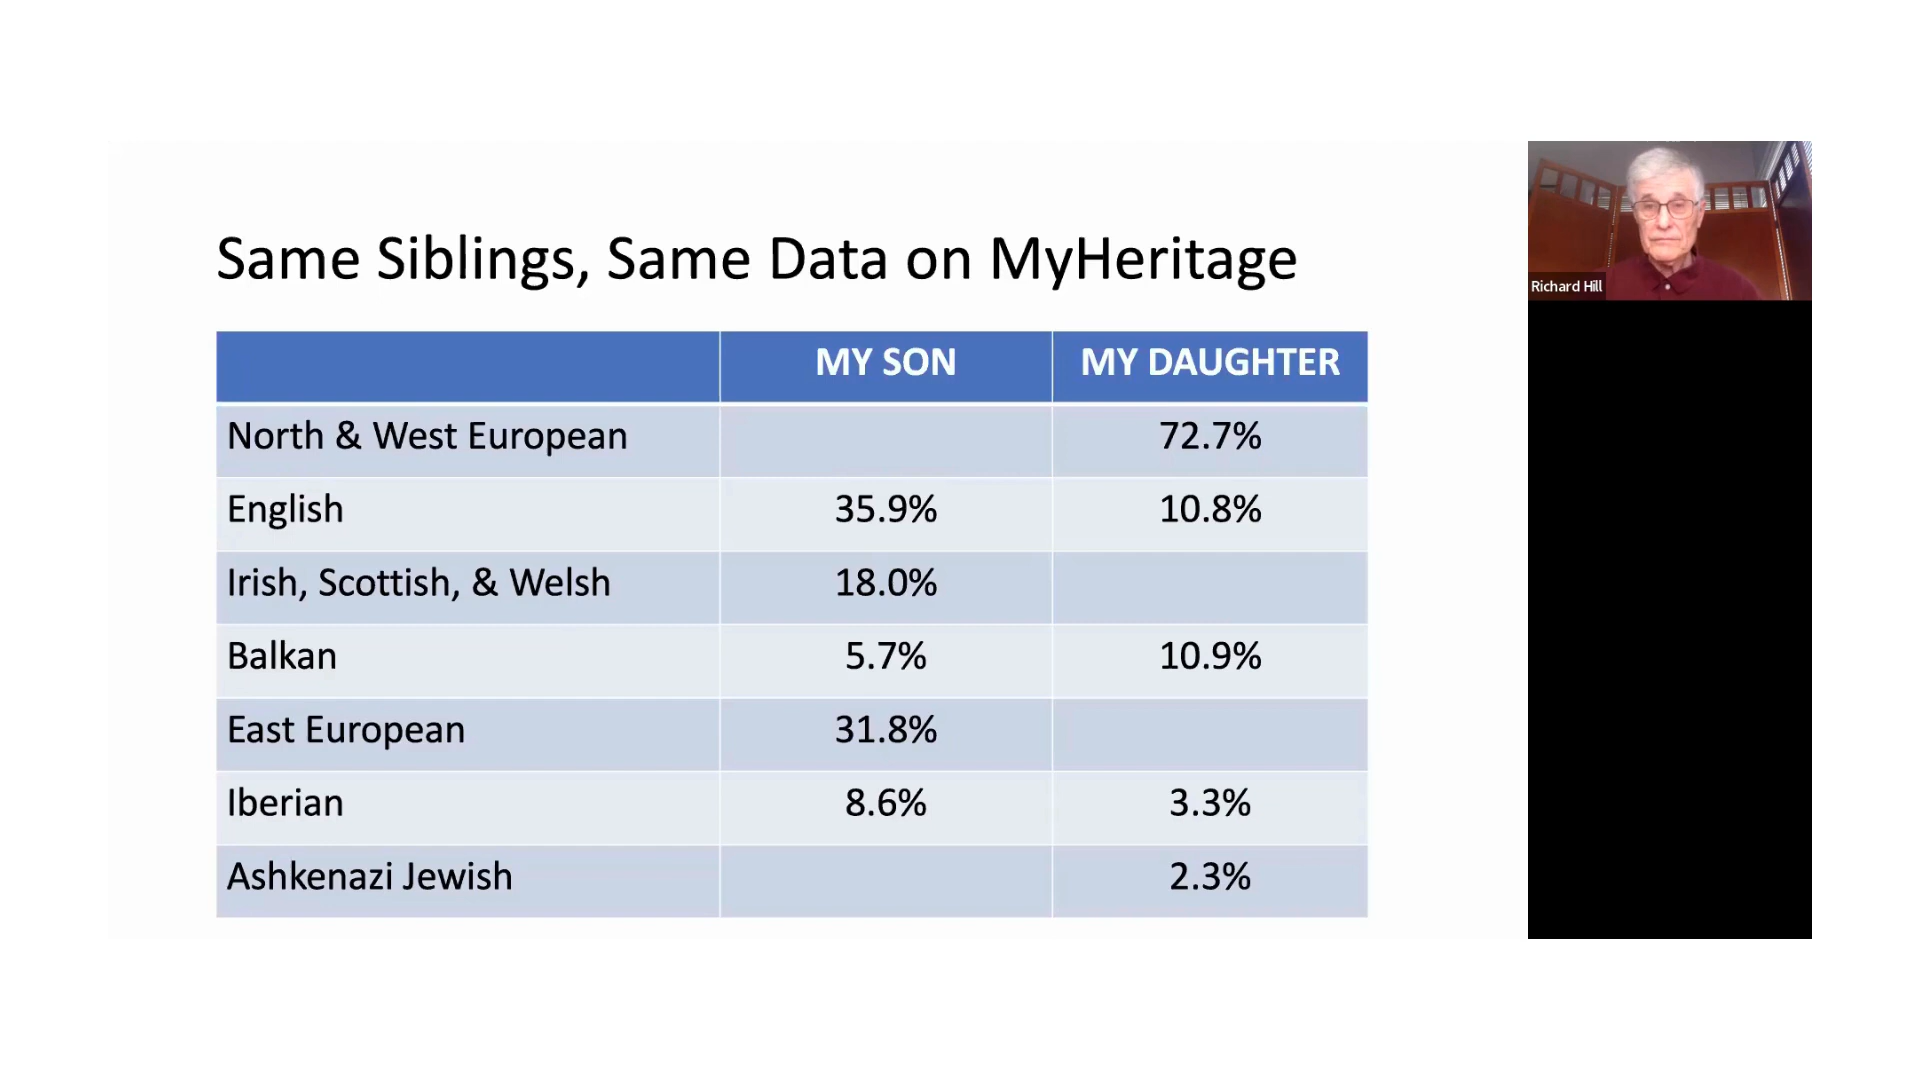 Same Siblings, Same Data on MyHeritage
MY SON MY DAUGHTER
North & West European 72.7%
English 35.9% 10.8%
Irish, Scottish, & Welsh 18.0%
Balkan 5.7% 10.9%
East European 31.8%
Iberian 8.6% 3.3%
Ashkenazi Jewish 2.3%
Richard Hill